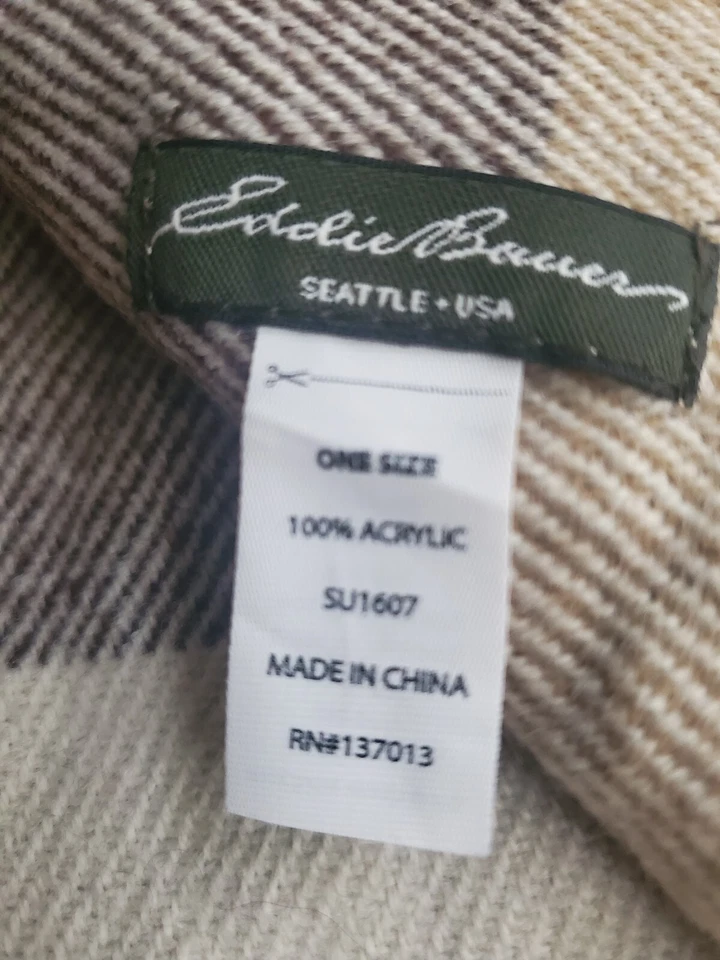 Eddie Bauer
SEATTLE • USA
ONE SIZE
100% ACRYLIC
SU1607
MADE IN CHINA
RN#137013